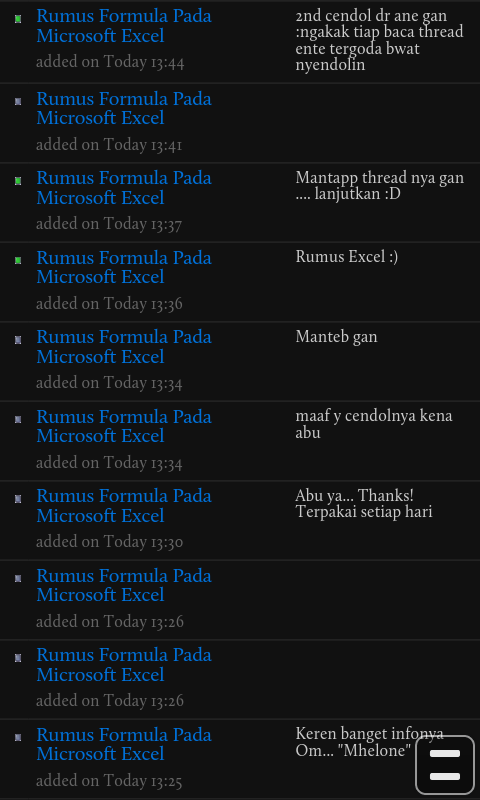 Rumus Formula Pada
Microsoft Excel
added on Today 13:44
2nd cendol dr ane gan
:ngakak tiap baca thread
ente tergoda bwat
nyendolin
Rumus Formula Pada
Microsoft Excel
added on Today 13:41
Rumus Formula Pada
Microsoft Excel
added on Today 13:37
Mantapp thread nya gan
.... lanjutkan :D
Rumus Formula Pada
Microsoft Excel
added on Today 13:36
Rumus Excel :)
Rumus Formula Pada
Microsoft Excel
added on Today 13:34
Manteb gan
Rumus Formula Pada
Microsoft Excel
added on Today 13:34
maaf y cendolnya kena
abu
Rumus Formula Pada
Microsoft Excel
added on Today 13:30
Abu ya... Thanks!
Terpakai setiap hari
Rumus Formula Pada
Microsoft Excel
added on Today 13:26
Rumus Formula Pada
Microsoft Excel
added on Today 13:26
Rumus Formula Pada
Microsoft Excel
added on Today 13:25
Keren banget infonya
Om... "Mhelone"